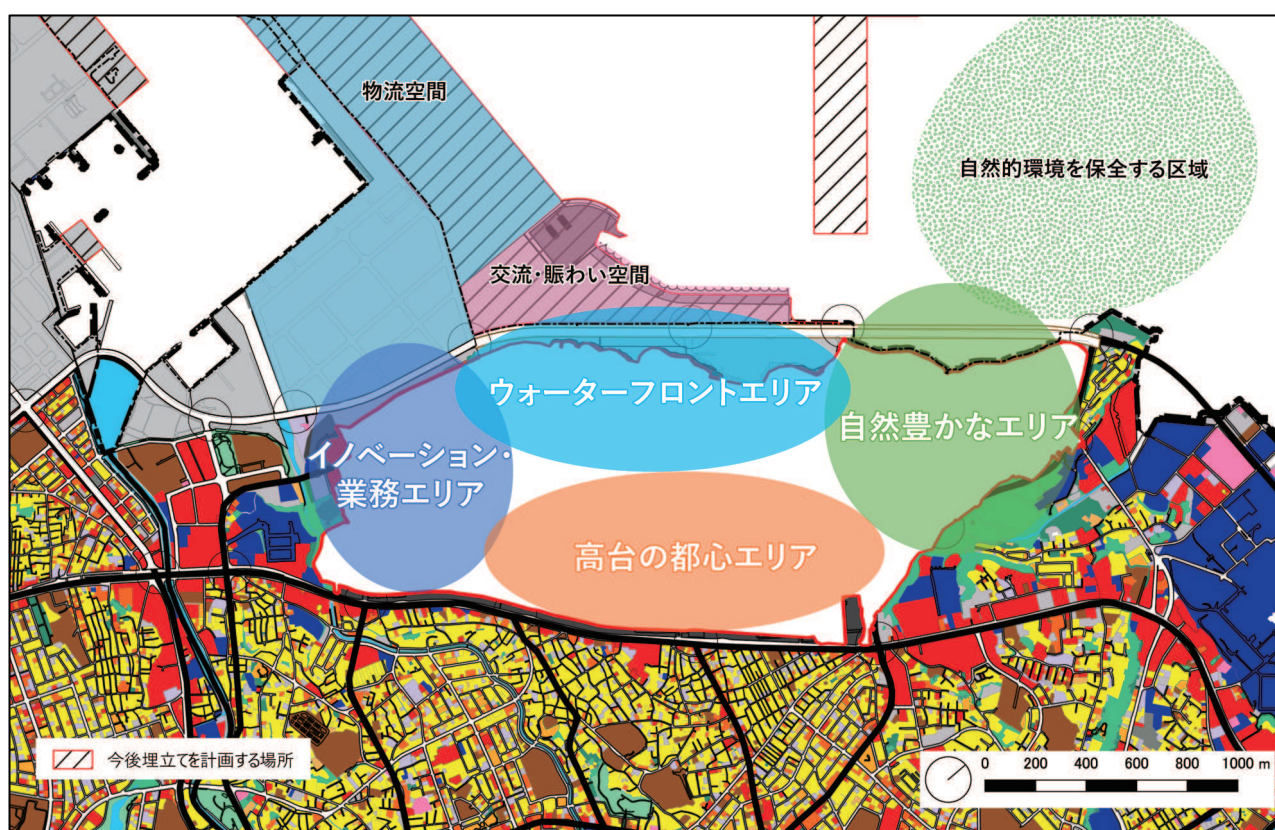 物流空間
自然的環境を保全する区域
交流・賑わい空間
ウォーターフロントエリア
自然豊かなエリア
イノベーション・
業務エリア
高台の都心エリア
今後埋立てを計画する場所
0 200 400 600 800 1000 m